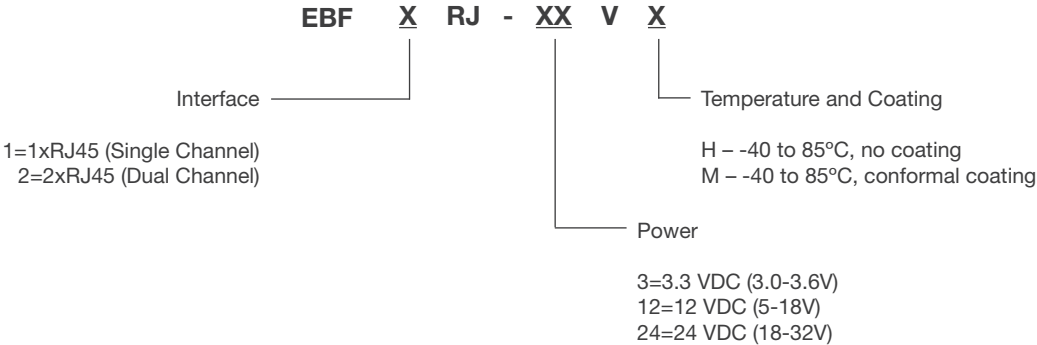 EBF X RJ - XX V X
Interface
1=1xRJ45 (Single Channel)
2=2xRJ45 (Dual Channel)
Temperature and Coating
H – -40 to 85ºC, no coating
M – -40 to 85ºC, conformal coating
Power
3=3.3 VDC (3.0-3.6V)
12=12 VDC (5-18V)
24=24 VDC (18-32V)